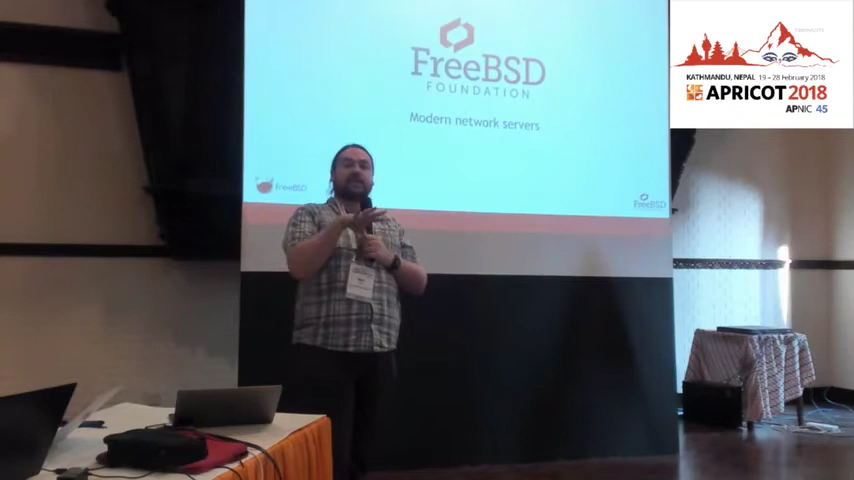 FreeBSD
FOUNDATION
Modern network servers
FreeBSD
FreeBSD
KATHMANDU, NEPAL 19 – 28 February 2018
APRICOT 2018
APNIC 45